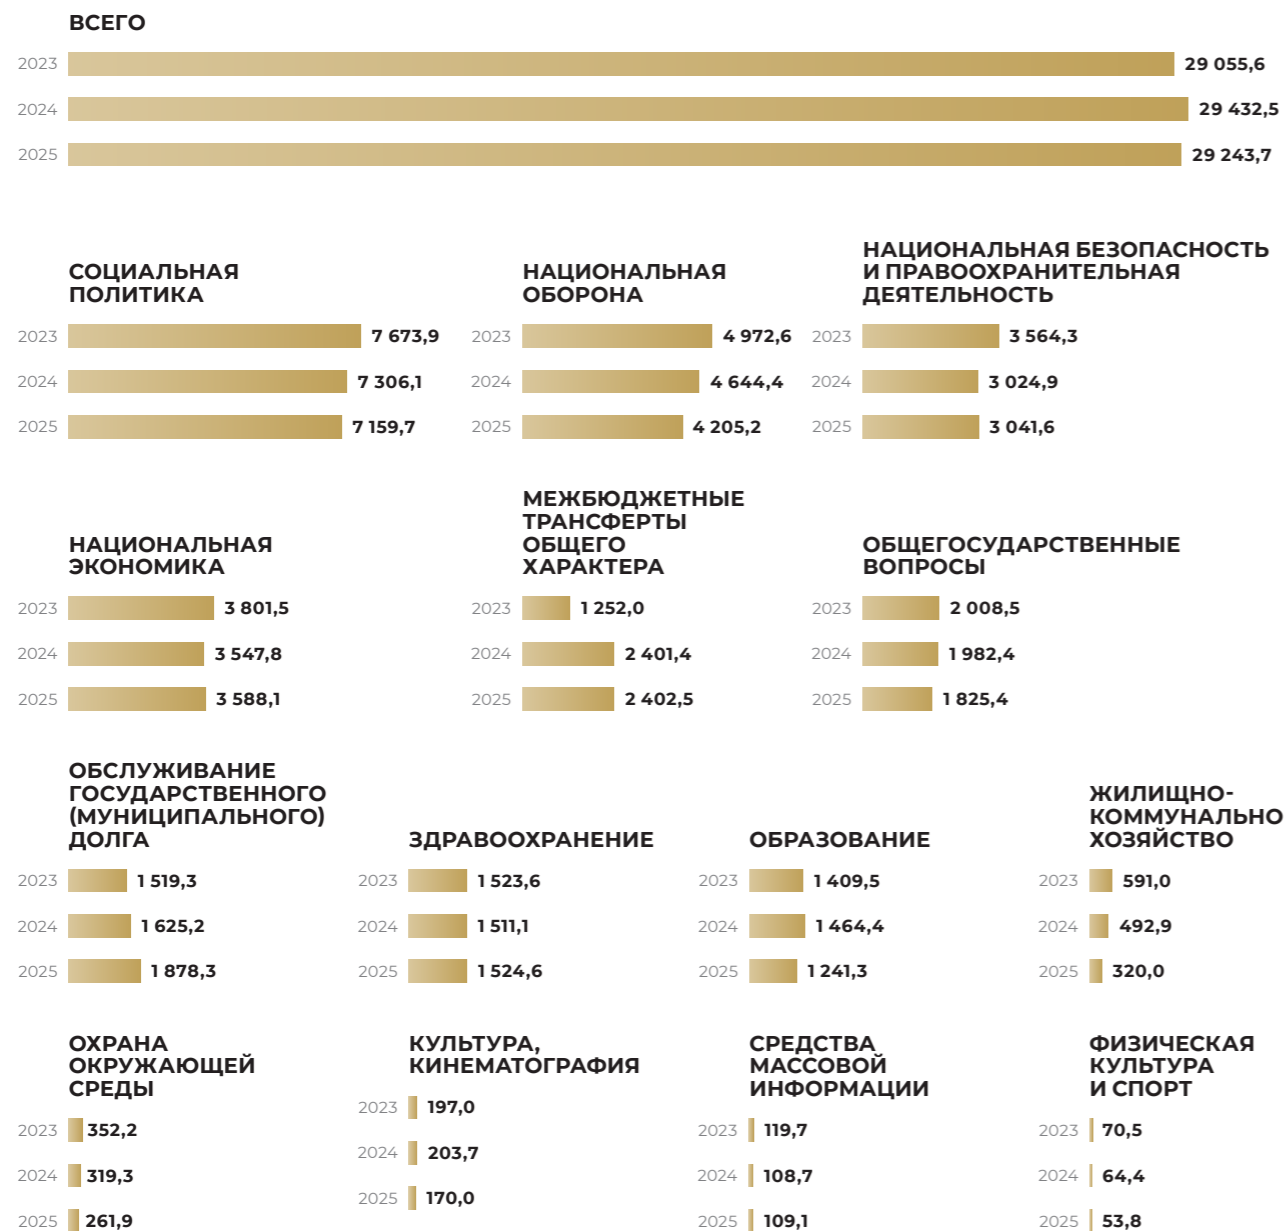 ВСЕГО
2023 29 055,6
2024 29 432,5
2025 29 243,7
СОЦИАЛЬНАЯ
ПОЛИТИКА
2023 7 673,9
2024 7 306,1
2025 7 159,7
НАЦИОНАЛЬНАЯ
ОБОРОНА
2023 4 972,6
2024 4 644,4
2025 4 205,2
НАЦИОНАЛЬНАЯ БЕЗОПАСНОСТЬ
И ПРАВООХРАНИТЕЛЬНАЯ
ДЕЯТЕЛЬНОСТЬ
2023 3 564,3
2024 3 024,9
2025 3 041,6
НАЦИОНАЛЬНАЯ
ЭКОНОМИКА
2023 3 801,5
2024 3 547,8
2025 3 588,1
МЕЖБЮДЖЕТНЫЕ
ТРАНСФЕРТЫ
ОБЩЕГО
ХАРАКТЕРА
2023 1 252,0
2024 2 401,4
2025 2 402,5
ОБЩЕГОСУДАРСТВЕННЫЕ
ВОПРОСЫ
2023 2 008,5
2024 1 982,4
2025 1 825,4
ОБСЛУЖИВАНИЕ
ГОСУДАРСТВЕННОГО
(МУНИЦИПАЛЬНОГО)
ДОЛГА
2023 1 519,3
2024 1 625,2
2025 1 878,3
ЗДРАВООХРАНЕНИЕ
2023 1 523,6
2024 1 511,1
2025 1 524,6
ОБРАЗОВАНИЕ
2023 1 409,5
2024 1 464,4
2025 1 241,3
ЖИЛИЩНО-
КОММУНАЛЬНО
ХОЗЯЙСТВО
2023 591,0
2024 492,9
2025 320,0
ОХРАНА
ОКРУЖАЮЩЕЙ
СРЕДЫ
2023 352,2
2024 319,3
2025 261,9
КУЛЬТУРА,
КИНЕМАТОГРАФИЯ
2023 197,0
2024 203,7
2025 170,0
СРЕДСТВА
МАССОВОЙ
ИНФОРМАЦИИ
2023 119,7
2024 108,7
2025 109,1
ФИЗИЧЕСКАЯ
КУЛЬТУРА
И СПОРТ
2023 70,5
2024 64,4
2025 53,8